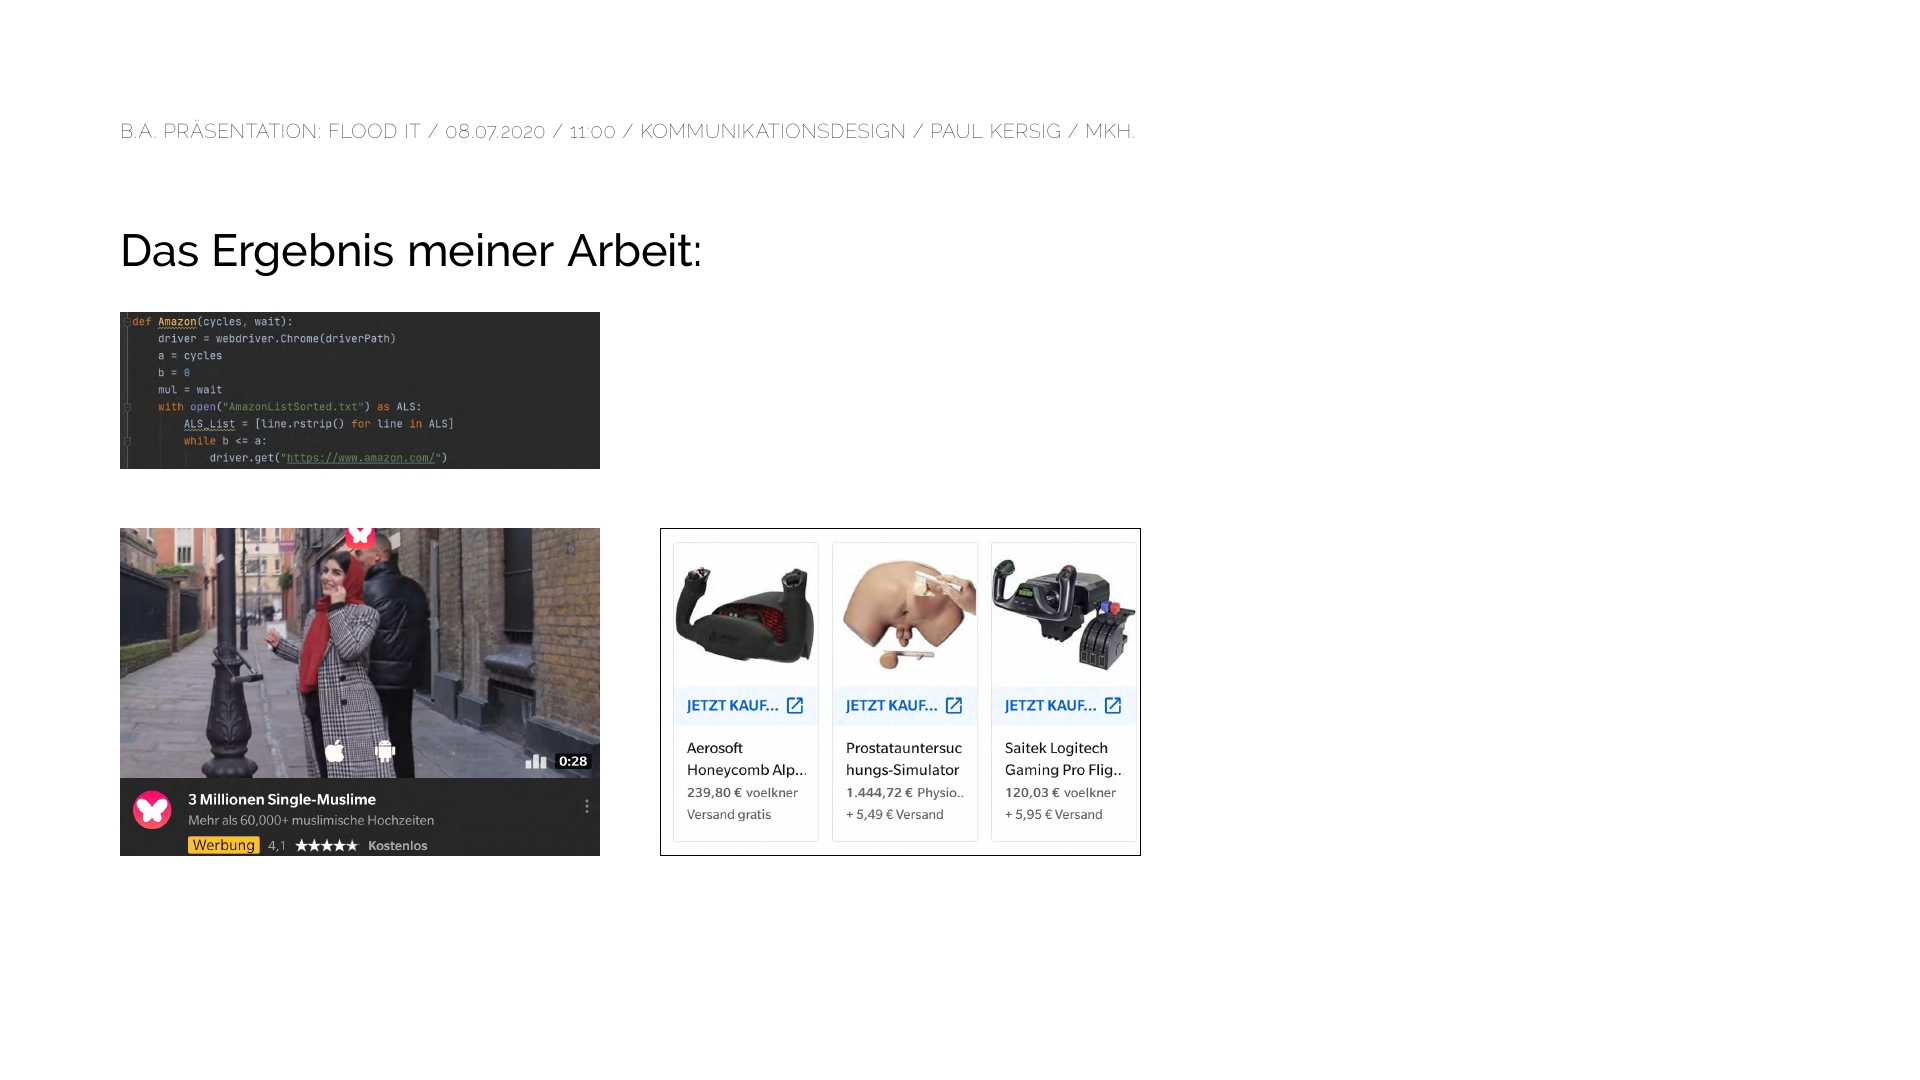 B.A. PRÄSENTATION: FLOOD IT / 08.07.2020 / 11:00 / KOMMUNIKATIONSDESIGN / PAUL KERSIG / MKH.
Das Ergebnis meiner Arbeit:
def Amazon(cycles, wait):
driver = webdriver.Chrome(driverPath)
a = cycles
b = 0
mul = wait
with open("AmazonListSorted.txt") as ALS:
ALS_List = [line.rstrip() for line in ALS]
while b <= a:
driver.get("https://www.amazon.com/")
0:28
3 Millionen Single-Muslime
Mehr als 60,000+ muslimische Hochzeiten
Werbung 4,1 ★★★★★ Kostenlos
JETZT KAUF...
Aerosoft
Honeycomb Alp...
239,80 € voelkner
Versand gratis
JETZT KAUF...
Prostatauntersuc
hungs-Simulator
1.444,72 € Physio..
+ 5,49 € Versand
JETZT KAUF...
Saitek Logitech
Gaming Pro Flig...
120,03 € voelkner
+ 5,95 € Versand